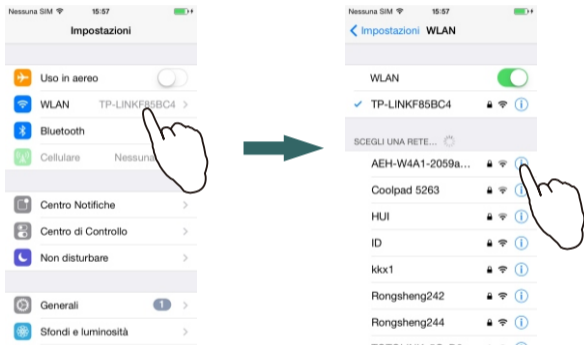 Nessuna SIM 15:57
Impostazioni
Uso in aereo
WLAN TP-LINKF85BC4
Bluetooth
Cellulare Nessuna
Centro Notifiche
Centro di Controllo
Non disturbare
Generali 1
Sfondi e luminosità
Nessuna SIM 15:57
Impostazioni WLAN
WLAN
TP-LINKF85BC4
SCEGLI UNA RETE...
AEH-W4A1-2059a...
Coolpad 5263
HUI
ID
kkx1
Rongsheng242
Rongsheng244